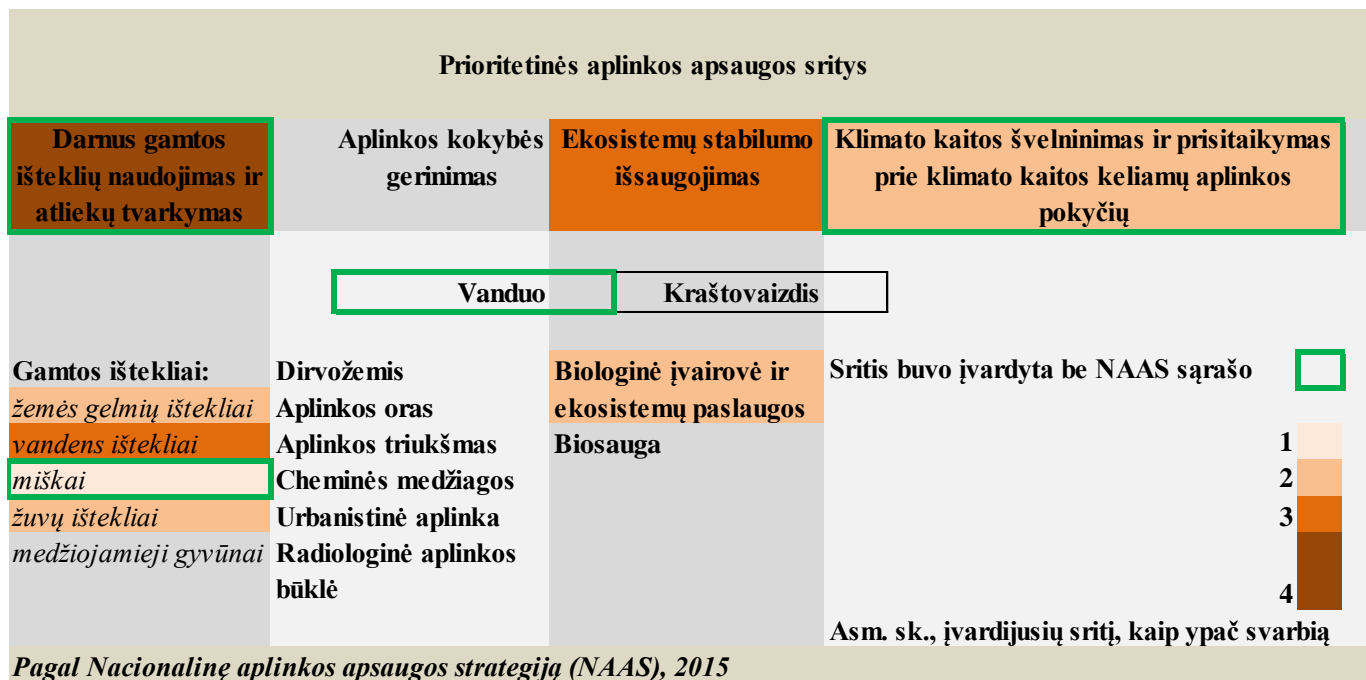 Prioritetinės aplinkos apsaugos sritys
Darnus gamtos
išteklių naudojimas ir
atliekų tvarkymas
Aplinkos kokybės
gerinimas
Ekosistemų stabilumo
išsaugojimas
Klimato kaitos švelninimas ir prisitaikymas
prie klimato kaitos keliamų aplinkos
pokyčių
Vanduo
Kraštovaizdis
Gamtos ištekliai:
žemės gelmių ištekliai
vandens ištekliai
miškai
žuvų ištekliai
medžiojamieji gyvūnai
Dirvožemis
Aplinkos oras
Aplinkos triukšmas
Cheminės medžiagos
Urbanistinė aplinka
Radiologinė aplinkos
būklė
Biologinė įvairovė ir
ekosistemų paslaugos
Biosauga
Sritis buvo įvardyta be NAAS sąrašo
1
2
3
4
Asm. sk., įvardijusių sritį, kaip ypač svarbią
Pagal Nacionalinę aplinkos apsaugos strategiją (NAAS), 2015